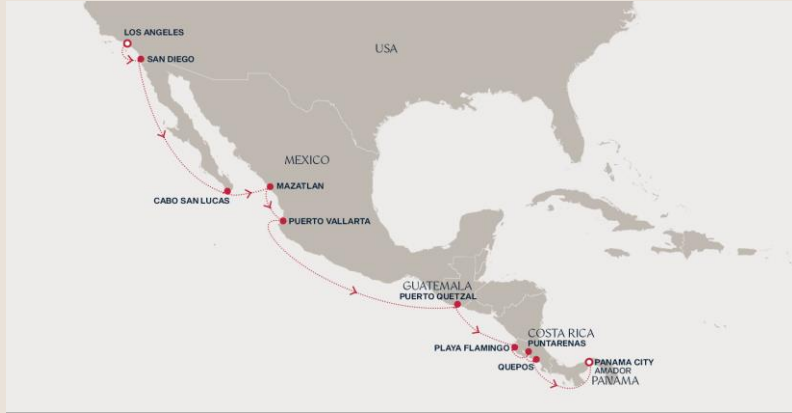 LOS ANGELES
USA
SAN DIEGO
MEXICO
MAZATLAN
CABO SAN LUCAS
PUERTO VALLARTA
GUATEMALA
PUERTO QUETZAL
COSTA RICA
PUNTARENAS
PLAYA FLAMINGO
QUEPOS
PANAMA CITY
AMADOR
PANAMA